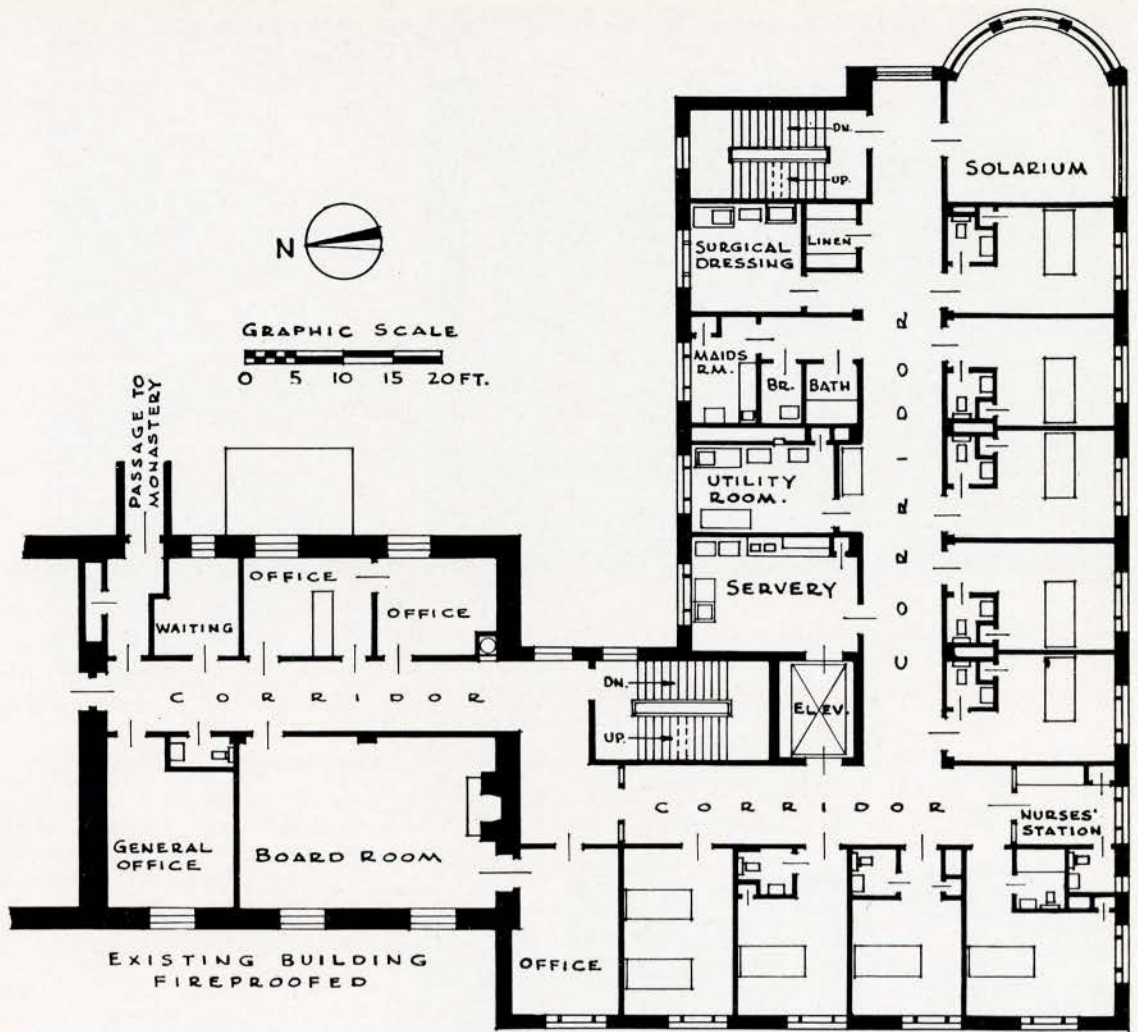 DN.
UP.
SOLARIUM
SURGICAL
DRESSING
LINEN
N
GRAPHIC SCALE
0 5 10 15 20 FT.
MAIDS
RM.
BR.
BATH
CORRIDOR
PASSAGE TO
MONASTERY
UTILITY
ROOM.
SERVERY
OFFICE
OFFICE
WAITING
CORRIDOR
DN.
UP.
ELEV.
CORRIDOR
NURSES'
STATION
GENERAL
OFFICE
BOARD ROOM
OFFICE
EXISTING BUILDING
FIREPROOFED